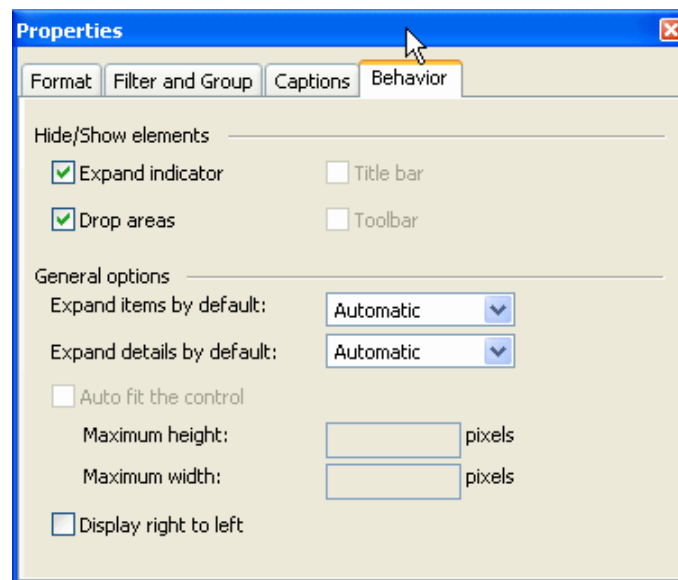 Properties
Format Filter and Group Captions Behavior
Hide/Show elements
Expand indicator Title bar
Drop areas Toolbar
General options
Expand items by default: Automatic
Expand details by default: Automatic
Auto fit the control
Maximum height: pixels
Maximum width: pixels
Display right to left